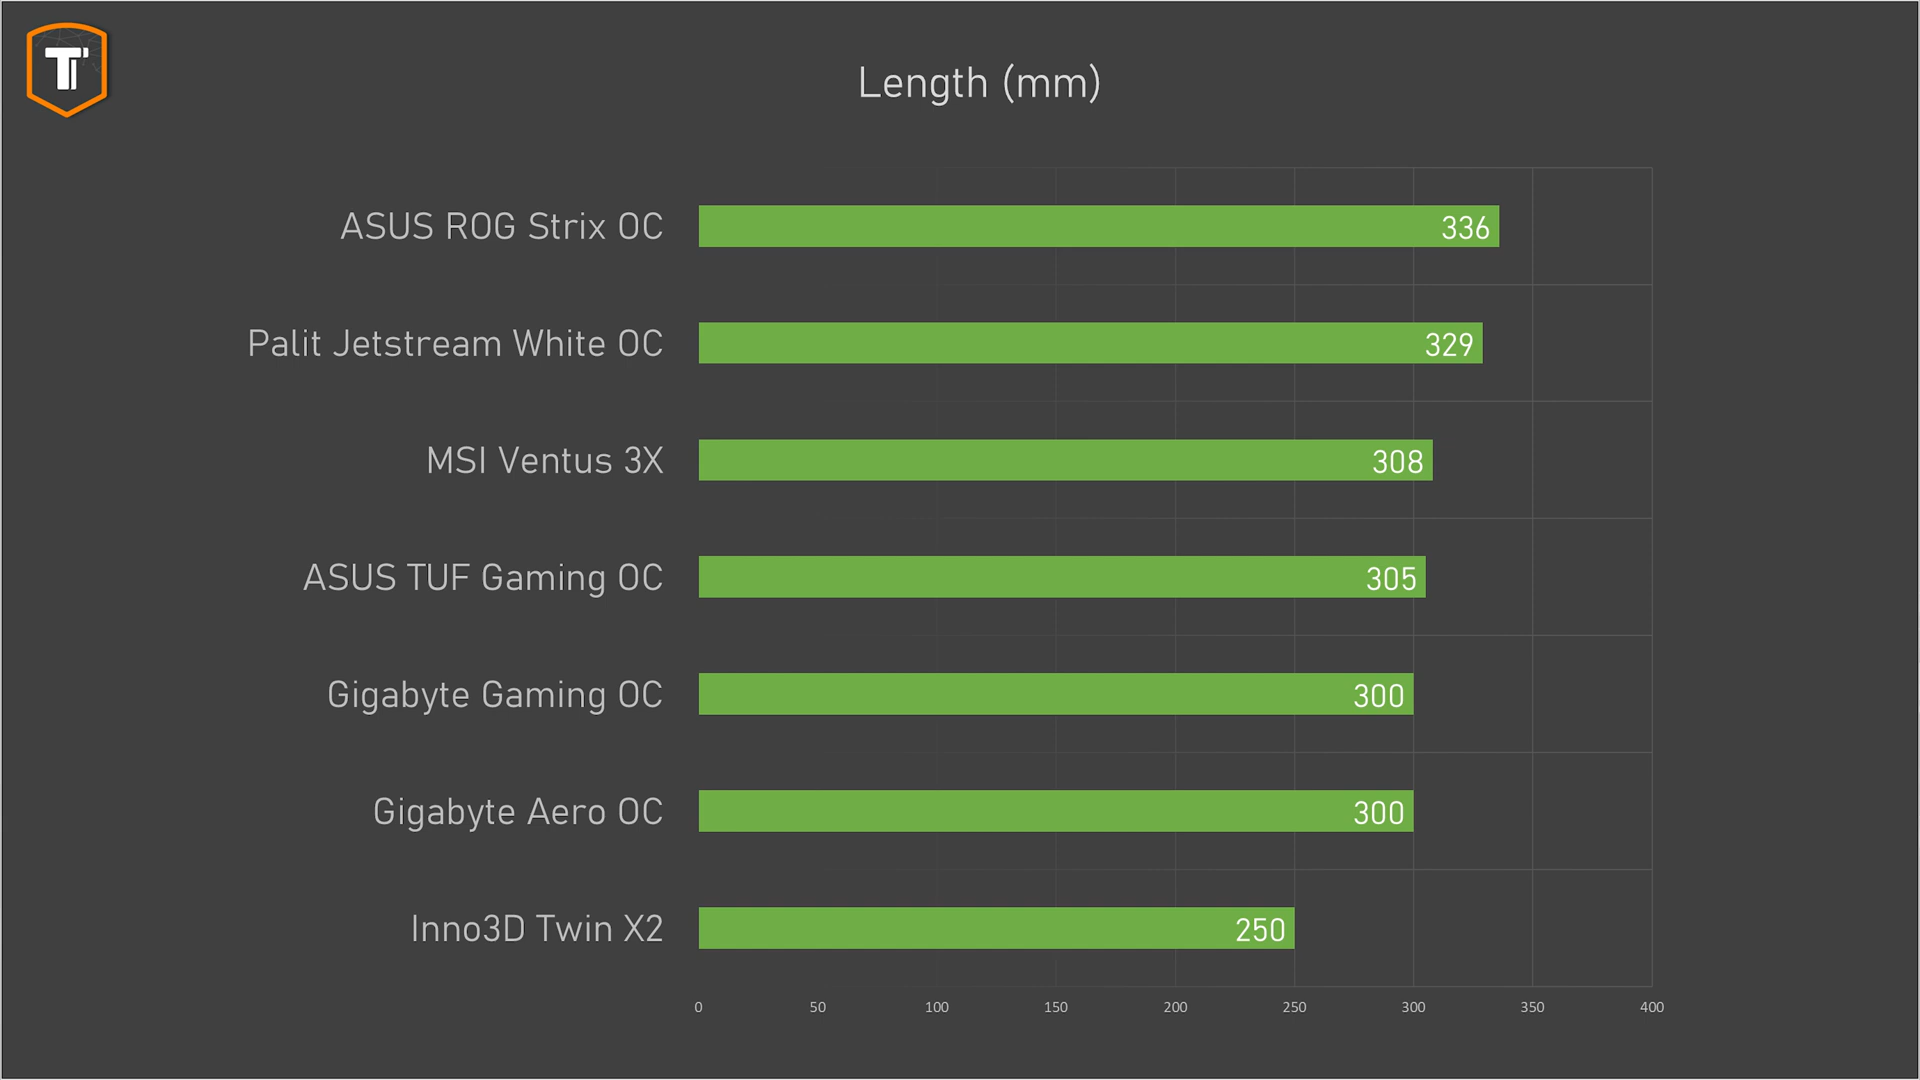 Length (mm)
ASUS ROG Strix OC 336
Palit Jetstream White OC 329
MSI Ventus 3X 308
ASUS TUF Gaming OC 305
Gigabyte Gaming OC 300
Gigabyte Aero OC 300
Inno3D Twin X2 250
0 50 100 150 200 250 300 350 400